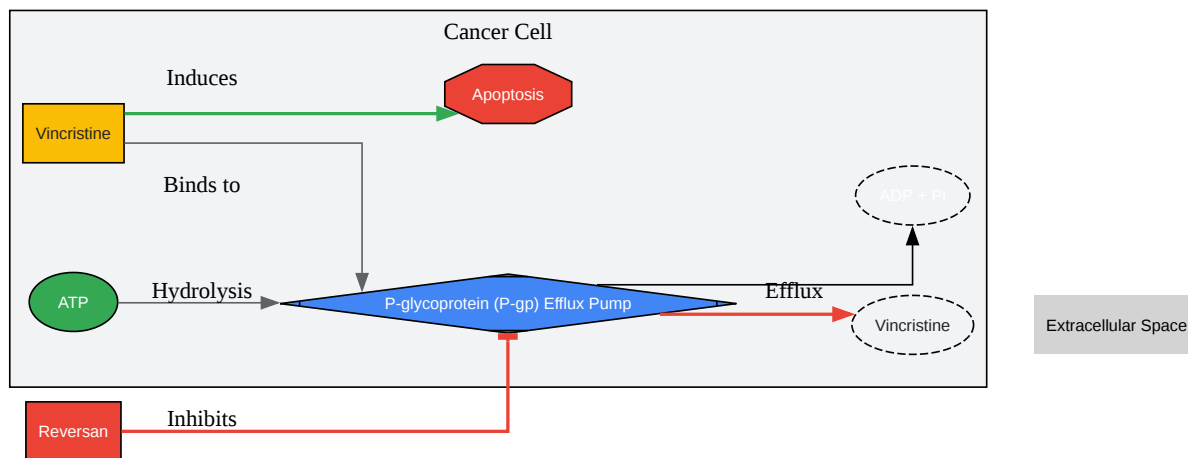 Cancer Cell
Induces
Apoptosis
Vincristine
Binds to
ADP + Pi
ATP
Hydrolysis
P-glycoprotein (P-gp) Efflux Pump
Efflux
Vincristine
Extracellular Space
Reversan
Inhibits